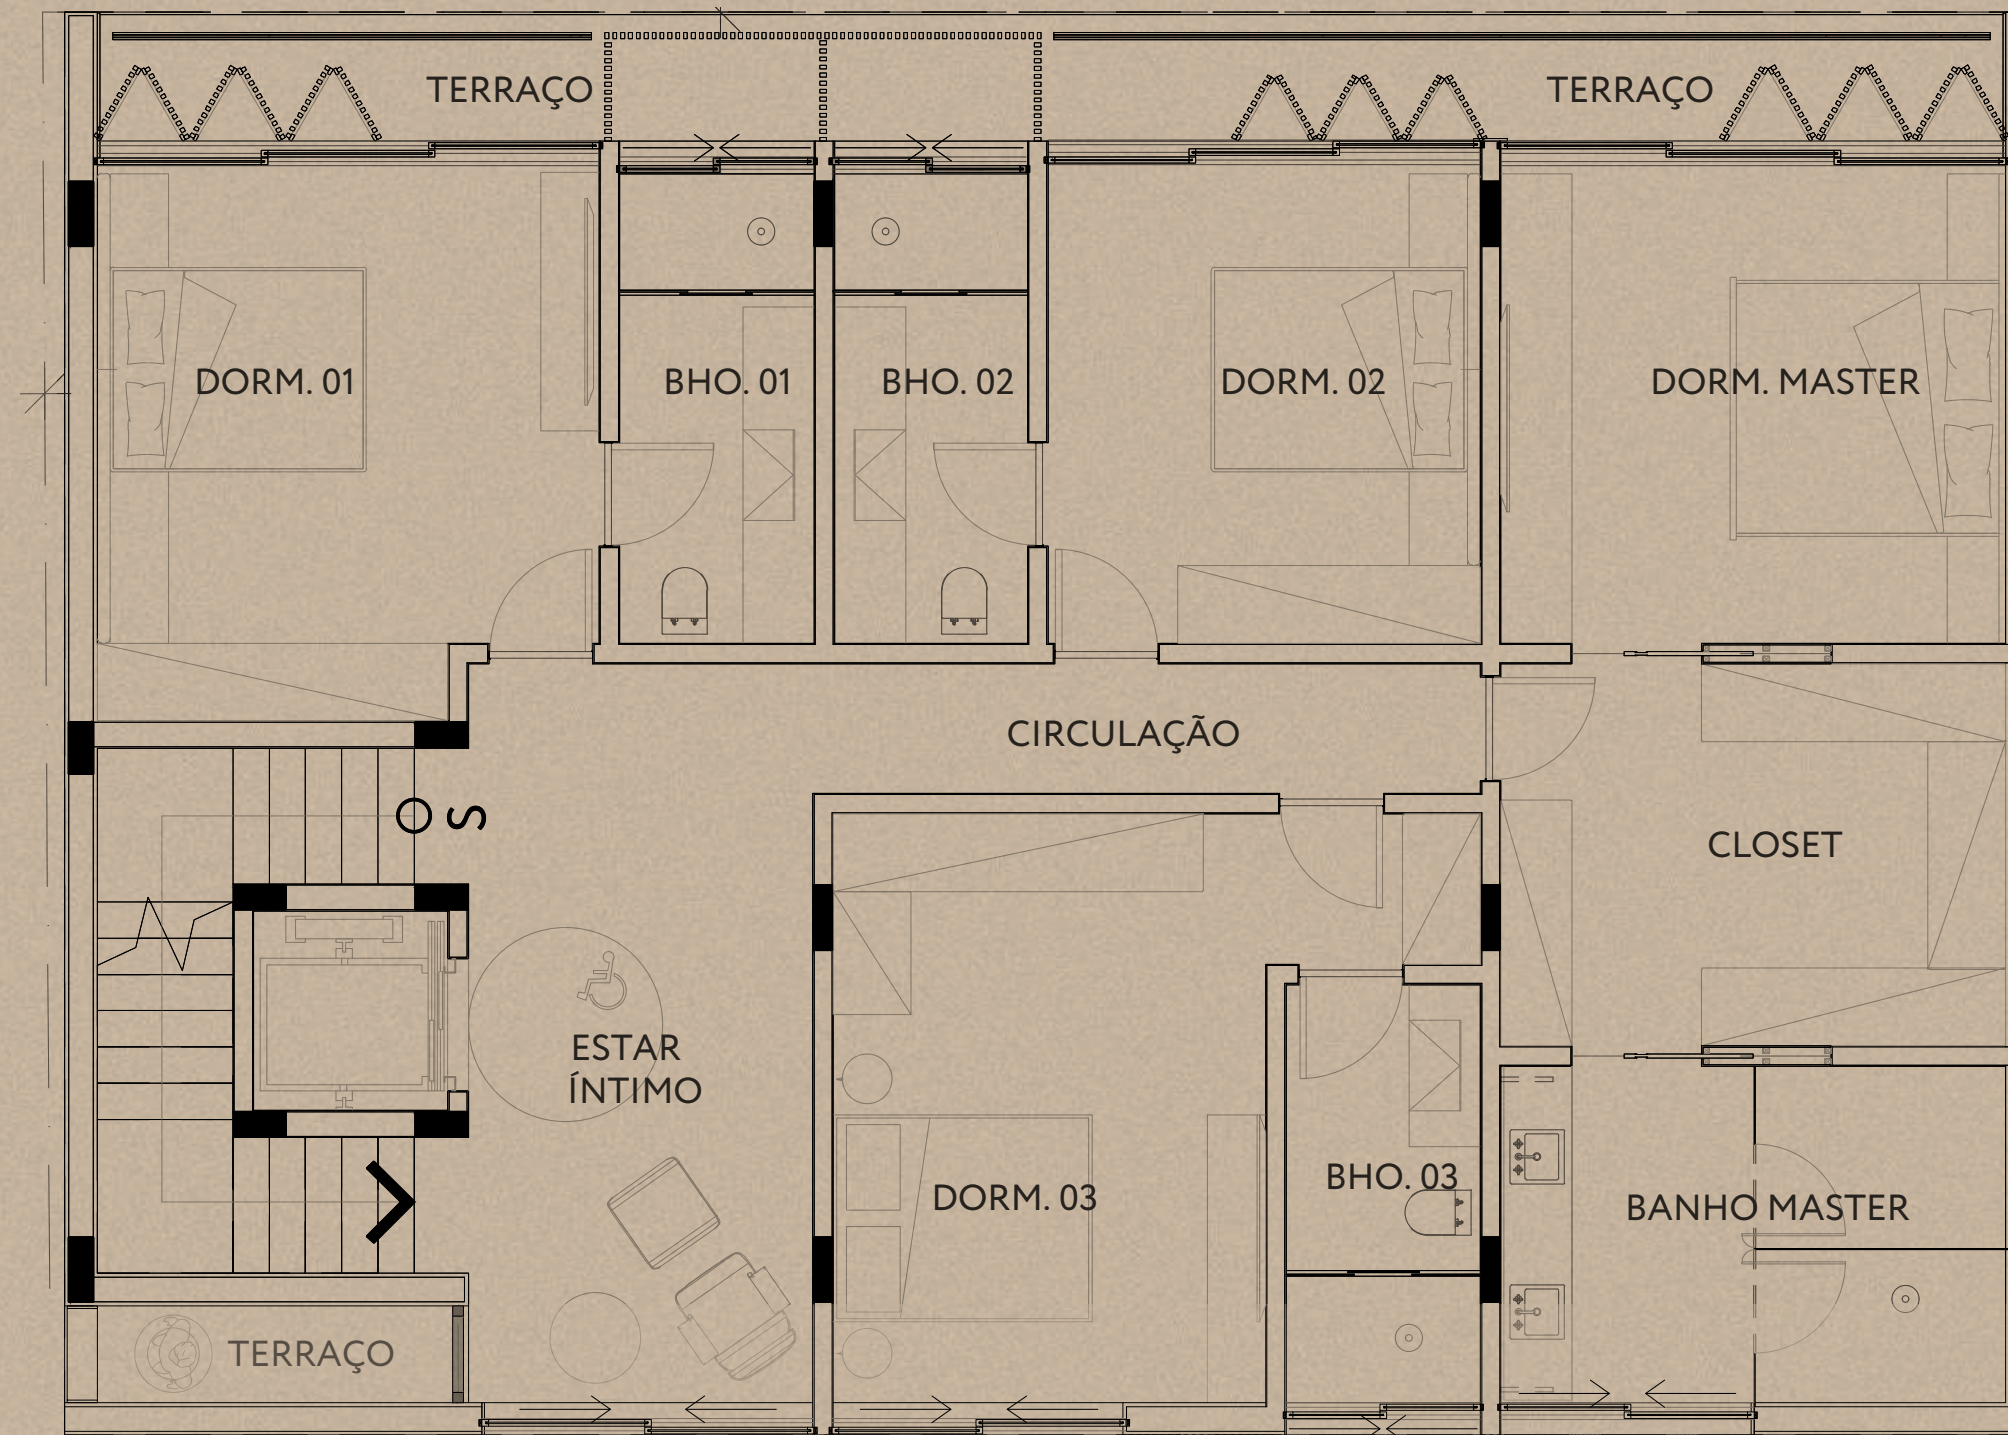 TERRAÇO
TERRAÇO
DORM. 01
BHO. 01
BHO. 02
DORM. 02
DORM. MASTER
CIRCULAÇÃO
S
CLOSET
ESTAR
ÍNTIMO
DORM. 03
BHO. 03
BANHO MASTER
TERRAÇO